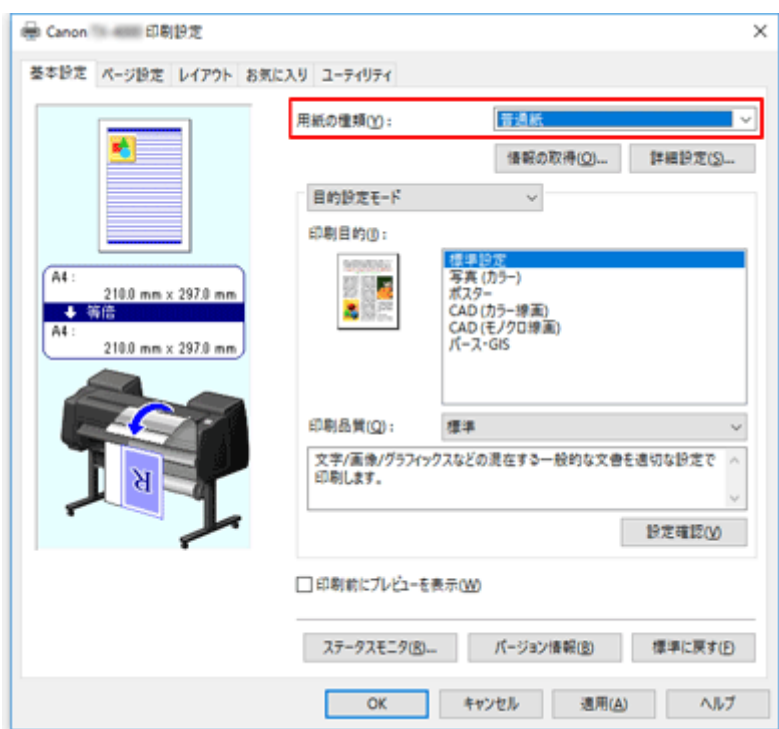 Canon 印刷設定
基本設定 ページ設定 レイアウト お気に入り ユーティリティ
用紙の種類(Y): 普通紙
情報の取得(O)... 詳細設定(S)...
目的設定モード
印刷目的(I):
標準設定
写真 (カラー)
ポスター
CAD (カラー線画)
CAD (モノクロ線画)
パース・GIS
A4 :
210.0 mm x 297.0 mm
等倍
A4 :
210.0 mm x 297.0 mm
R
印刷品質(Q): 標準
文字/画像/グラフィックスなどの混在する一般的な文書を適切な設定で
印刷します。
設定確認(V)
印刷前にプレビューを表示(W)
ステータスモニタ(R)... バージョン情報(B) 標準に戻す(F)
OK キャンセル 適用(A) ヘルプ